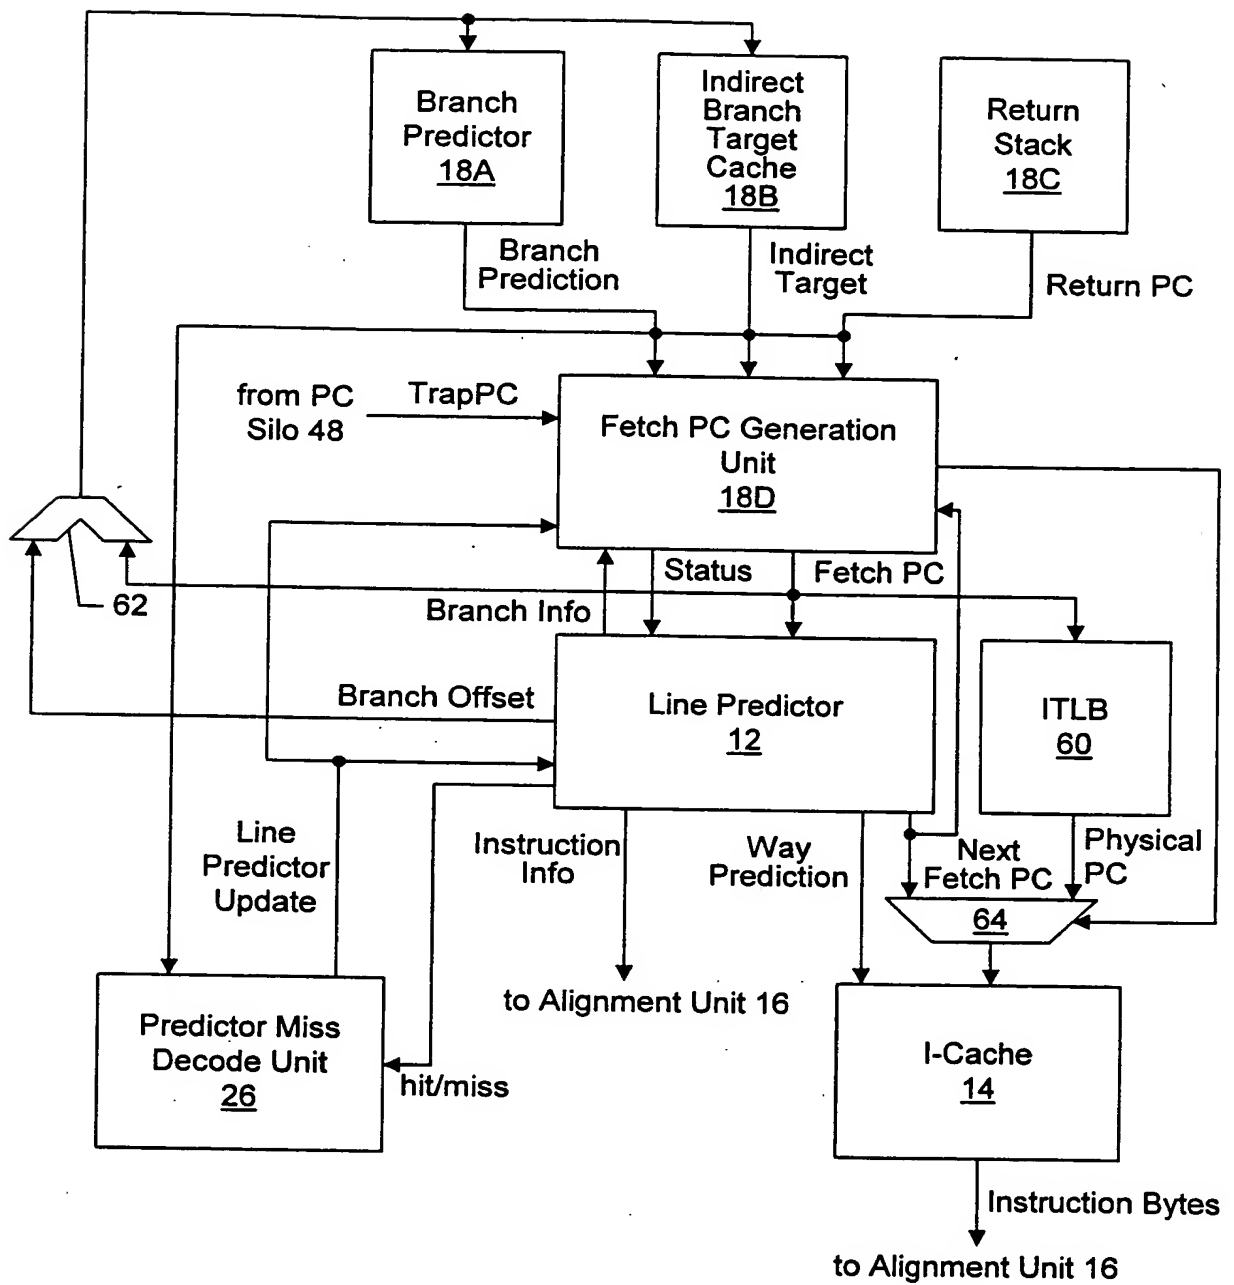 Branch
Predictor
18A
Indirect
Branch
Target
Cache
18B
Return
Stack
18C
Branch
Prediction
Indirect
Target
Return PC
from PC
Silo 48
TrapPC
Fetch PC Generation
Unit
18D
62
Status
Fetch PC
Branch Info
Branch Offset
Line Predictor
12
ITLB
60
Line
Predictor
Update
Instruction
Info
Way
Prediction
Next
Fetch PC
Physical
PC
64
to Alignment Unit 16
Predictor Miss
Decode Unit
26
hit/miss
I-Cache
14
Instruction Bytes
to Alignment Unit 16